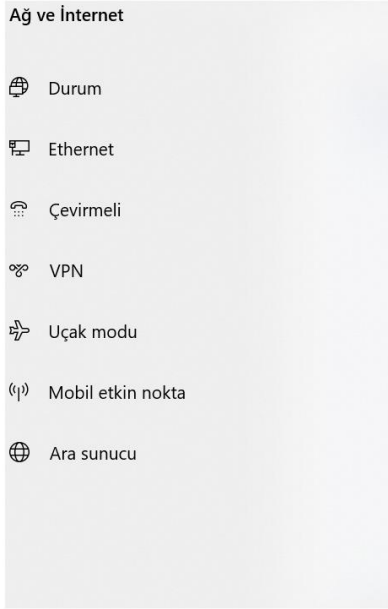 Ağ ve İnternet
Durum
Ethernet
Çevirmeli
VPN
Uçak modu
Mobil etkin nokta
Ara sunucu